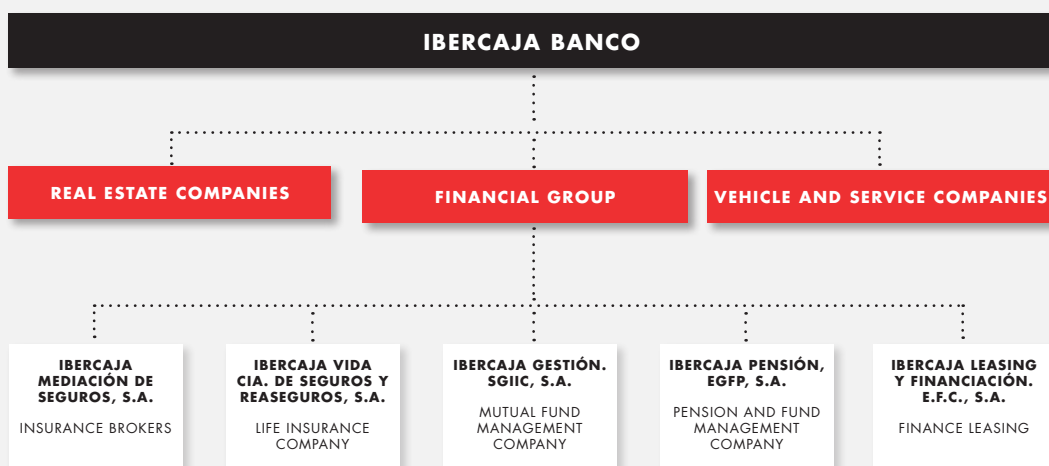 IBERCAJA BANCO
REAL ESTATE COMPANIES
FINANCIAL GROUP
VEHICLE AND SERVICE COMPANIES
IBERCAJA
MEDIACIÓN DE
SEGUROS, S.A.
INSURANCE BROKERS
IBERCAJA VIDA
CIA. DE SEGUROS Y
REASEGUROS, S.A.
LIFE INSURANCE
COMPANY
IBERCAJA GESTIÓN.
SGIIC, S.A.
MUTUAL FUND
MANAGEMENT
COMPANY
IBERCAJA PENSIÓN,
EGFP, S.A.
PENSION AND FUND
MANAGEMENT
COMPANY
IBERCAJA LEASING
Y FINANCIACIÓN.
E.F.C., S.A.
FINANCE LEASING